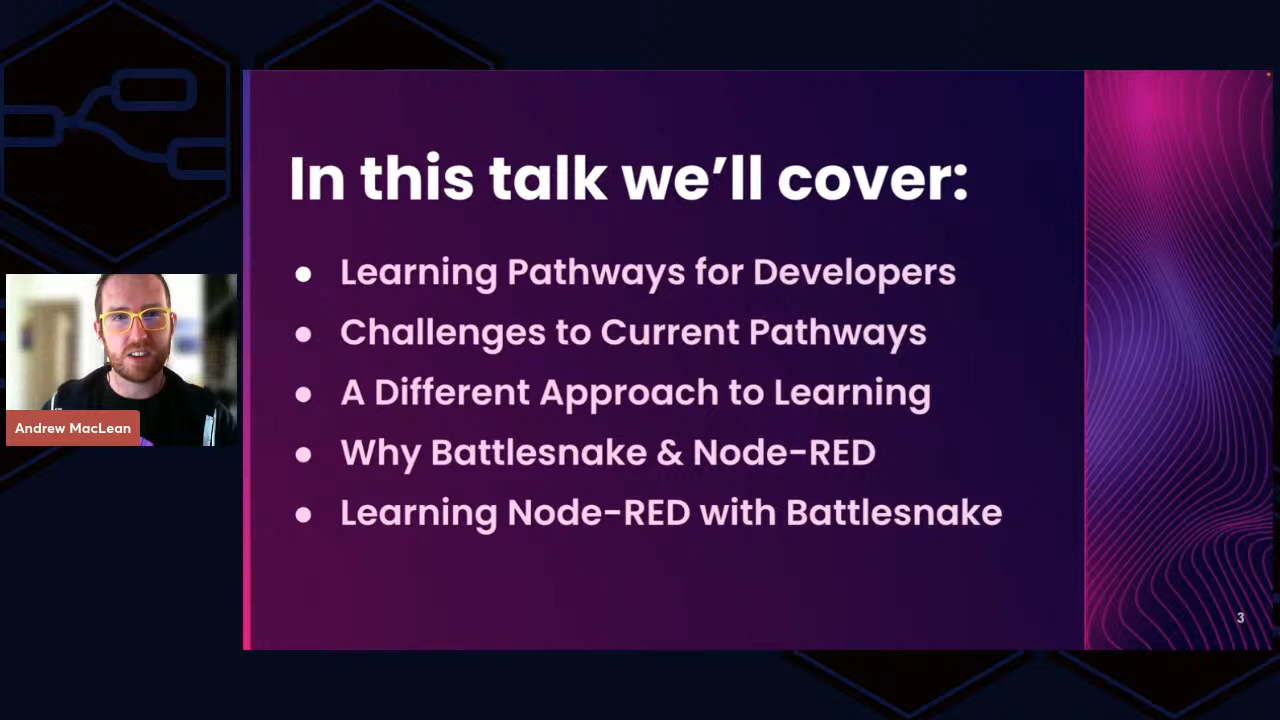 In this talk we’ll cover:
● Learning Pathways for Developers
● Challenges to Current Pathways
● A Different Approach to Learning
● Why Battlesnake & Node-RED
● Learning Node-RED with Battlesnake
Andrew MacLean
3